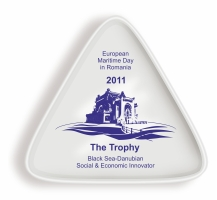 European
Maritime Day
in Romania
2011
The Trophy
Black Sea-Danubian
Social & Economic Innovator